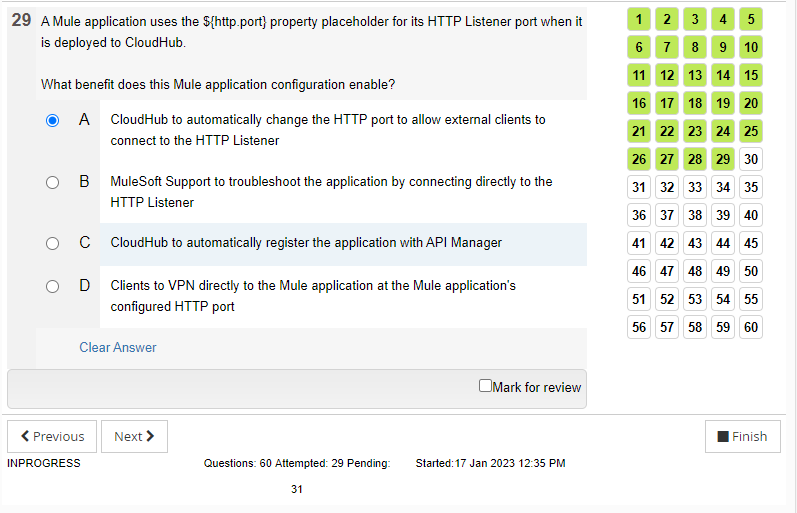 29 A Mule application uses the ${http.port} property placeholder for its HTTP Listener port when it
is deployed to CloudHub.
What benefit does this Mule application configuration enable?
A CloudHub to automatically change the HTTP port to allow external clients to
connect to the HTTP Listener
B MuleSoft Support to troubleshoot the application by connecting directly to the
HTTP Listener
C CloudHub to automatically register the application with API Manager
D Clients to VPN directly to the Mule application at the Mule application's
configured HTTP port
Clear Answer
Mark for review
1 2 3 4 5
6 7 8 9 10
11 12 13 14 15
16 17 18 19 20
21 22 23 24 25
26 27 28 29 30
31 32 33 34 35
36 37 38 39 40
41 42 43 44 45
46 47 48 49 50
51 52 53 54 55
56 57 58 59 60
Previous Next Finish
INPROGRESS Questions: 60 Attempted: 29 Pending: Started:17 Jan 2023 12:35 PM
31